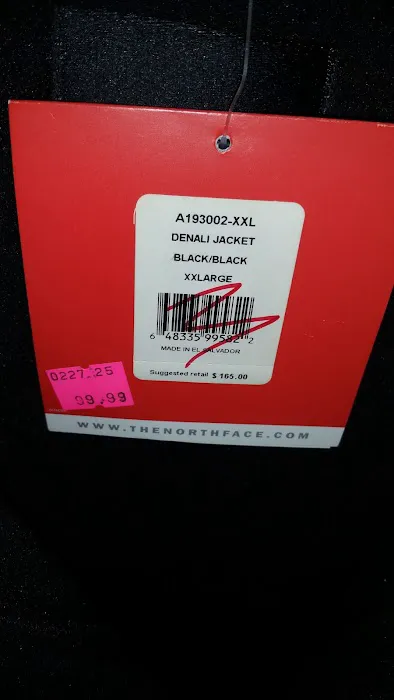 A193002-XXL
DENALI JACKET
BLACK/BLACK
XXLARGE
6 48335 99582 2
MADE IN EL SALVADOR
Suggested retail $ 165.00
0227.25
99.99
WWW.THENORTHFACE.COM